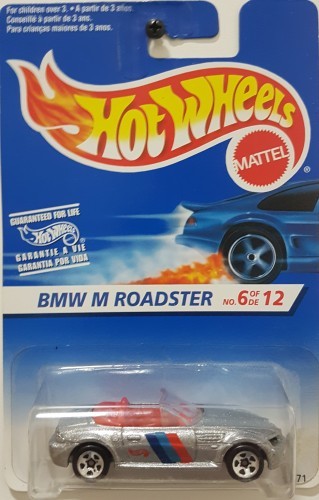 For children over 3. • A partir de 3 años.
Conseillé à partir de 3 ans.
Para crianças maiores de 3 anos.
Hot Wheels
MATTEL
®
GUARANTEED FOR LIFE
Hot Wheels
GARANTIE A VIE
GARANTIA POR VIDA
BMW M ROADSTER NO. 6 OF DE 12
71